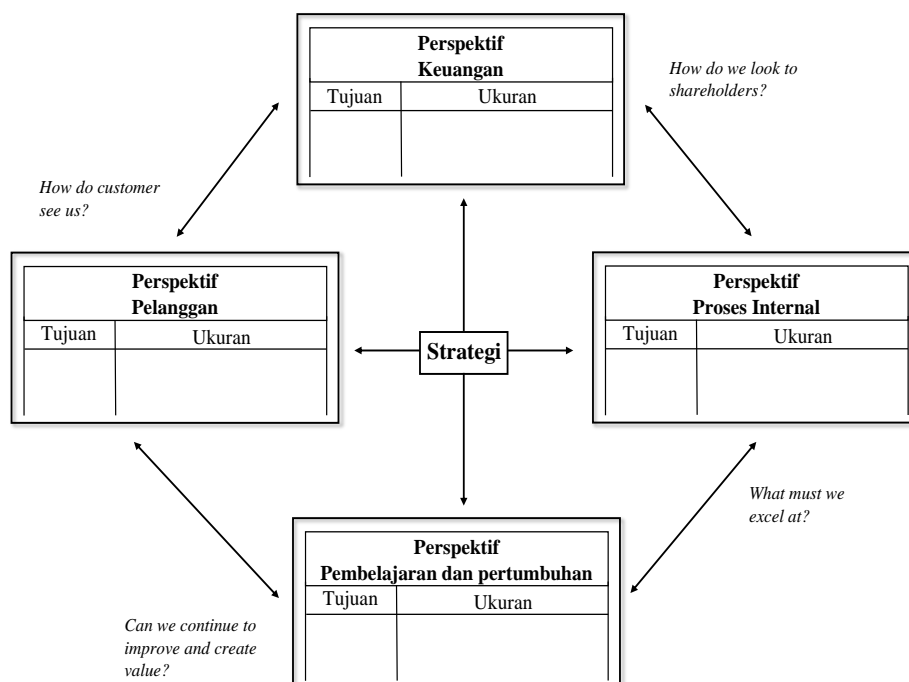 Perspektif
Keuangan
Tujuan Ukuran
How do we look to
shareholders?
How do customer
see us?
Perspektif
Pelanggan
Tujuan Ukuran
Strategi
Perspektif
Proses Internal
Tujuan Ukuran
What must we
excel at?
Perspektif
Pembelajaran dan pertumbuhan
Tujuan Ukuran
Can we continue to
improve and create
value?